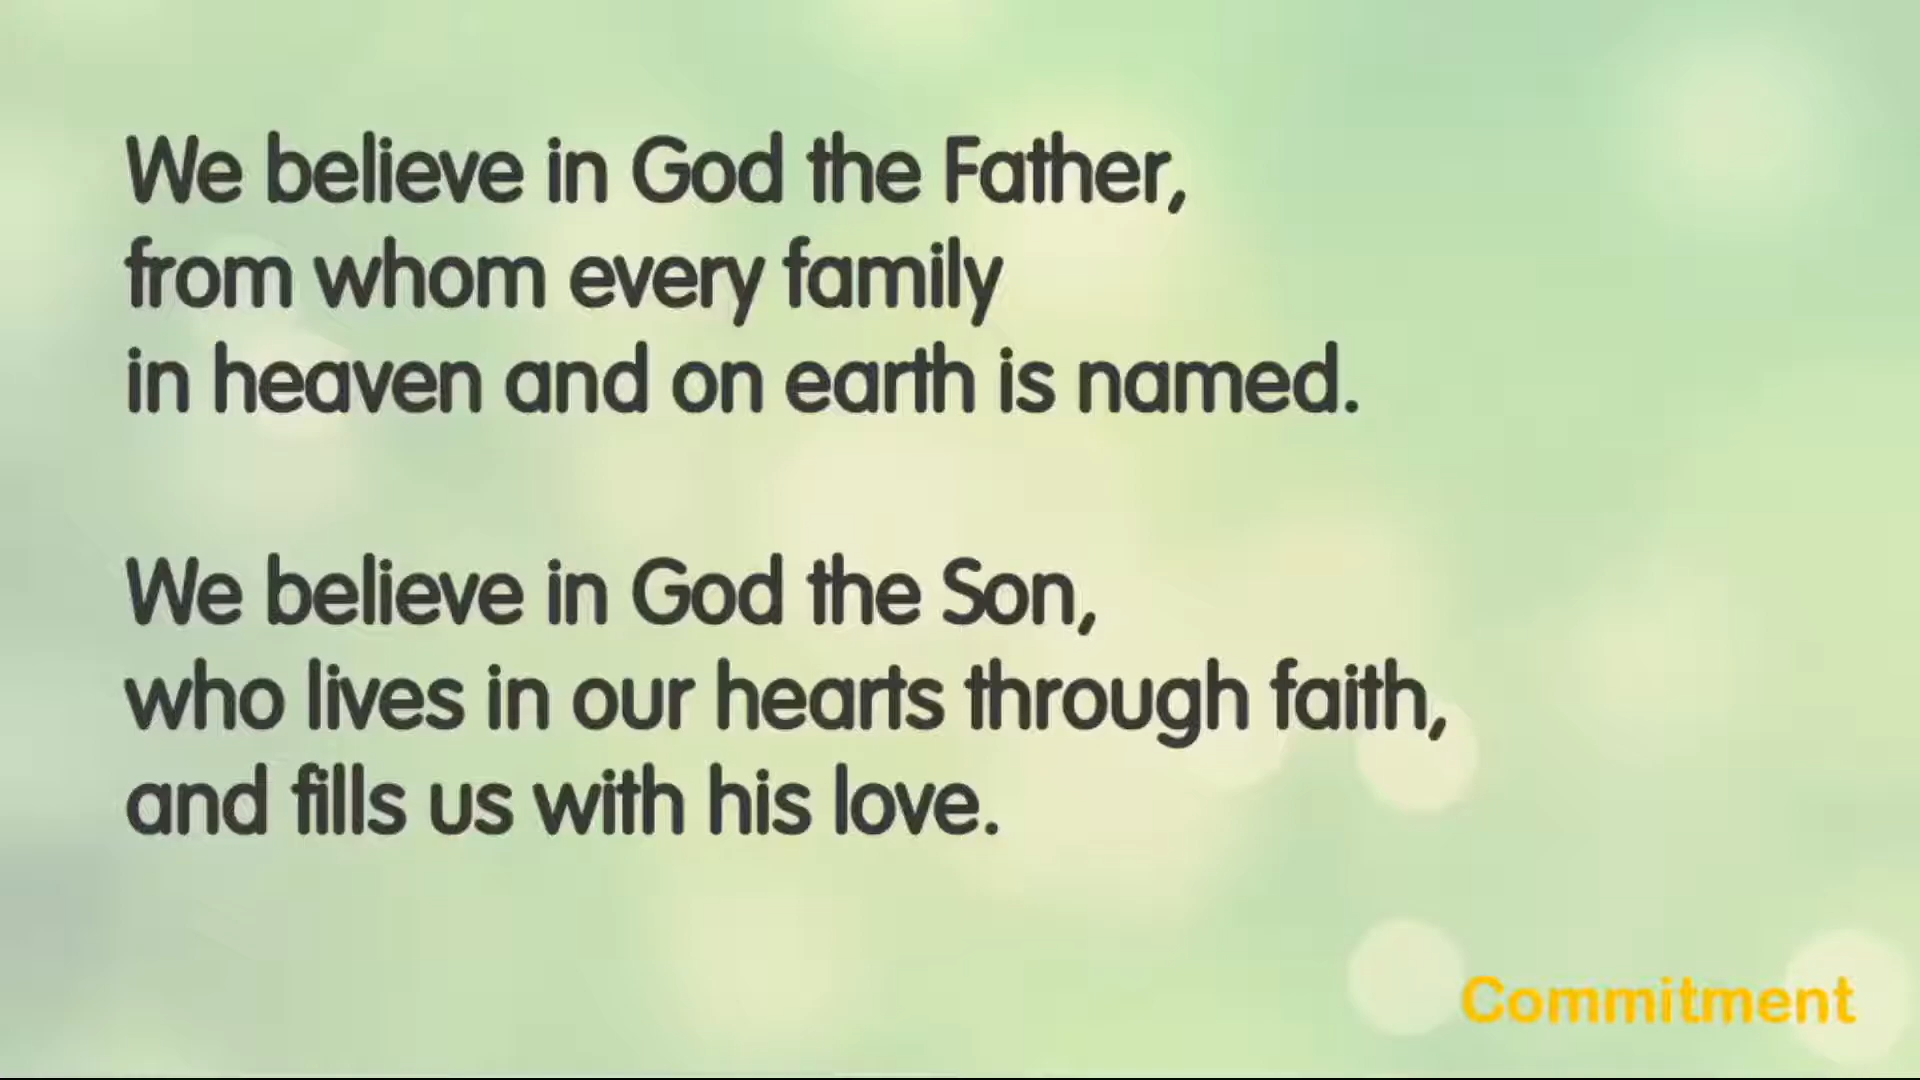 We believe in God the Father,
from whom every family
in heaven and on earth is named.
We believe in God the Son,
who lives in our hearts through faith,
and fills us with his love.
Commitment